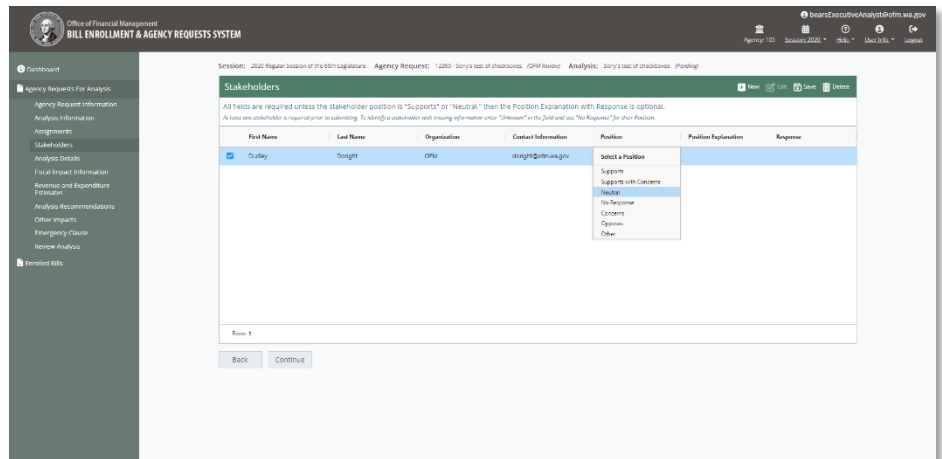 bearsExecutiveAnalyst@ofm.wa.gov
Office of Financial Management
BILL ENROLLMENT & AGENCY REQUESTS SYSTEM
Agency: 105 Session: 2020 Help User Info Logout
Dashboard
Agency Requests For Analysis
Agency Request Information
Analysis Information
Assignments
Stakeholders
Analysis Details
Fiscal Impact Information
Revenue and Expenditure
Estimates
Analysis Recommendations
Other Impacts
Emergency Clause
Review Analysis
Enrolled Bills
Session: 2020 Regular Session of the 66th Legislature Agency Request: 12265 - Sony's test of checkboxes (OFM Review) Analysis: Sony's test of checkboxes (Pending)
Stakeholders New Edit Save Delete
All fields are required unless the stakeholder position is "Supports" or "Neutral," then the Position Explanation with Response is optional.
At least one stakeholder is required prior to submitting. To identify a stakeholder with missing information enter "Unknown" in the field and use "No Response" for their Position.
First Name Last Name Organization Contact Information Position Position Explanation Response
Dudley Donght OFM donght@ofm.wa.gov
Select a Position
Supports
Supports with Concerns
Neutral
No Response
Concerns
Opposes
Other
Rows: 1
Back Continue